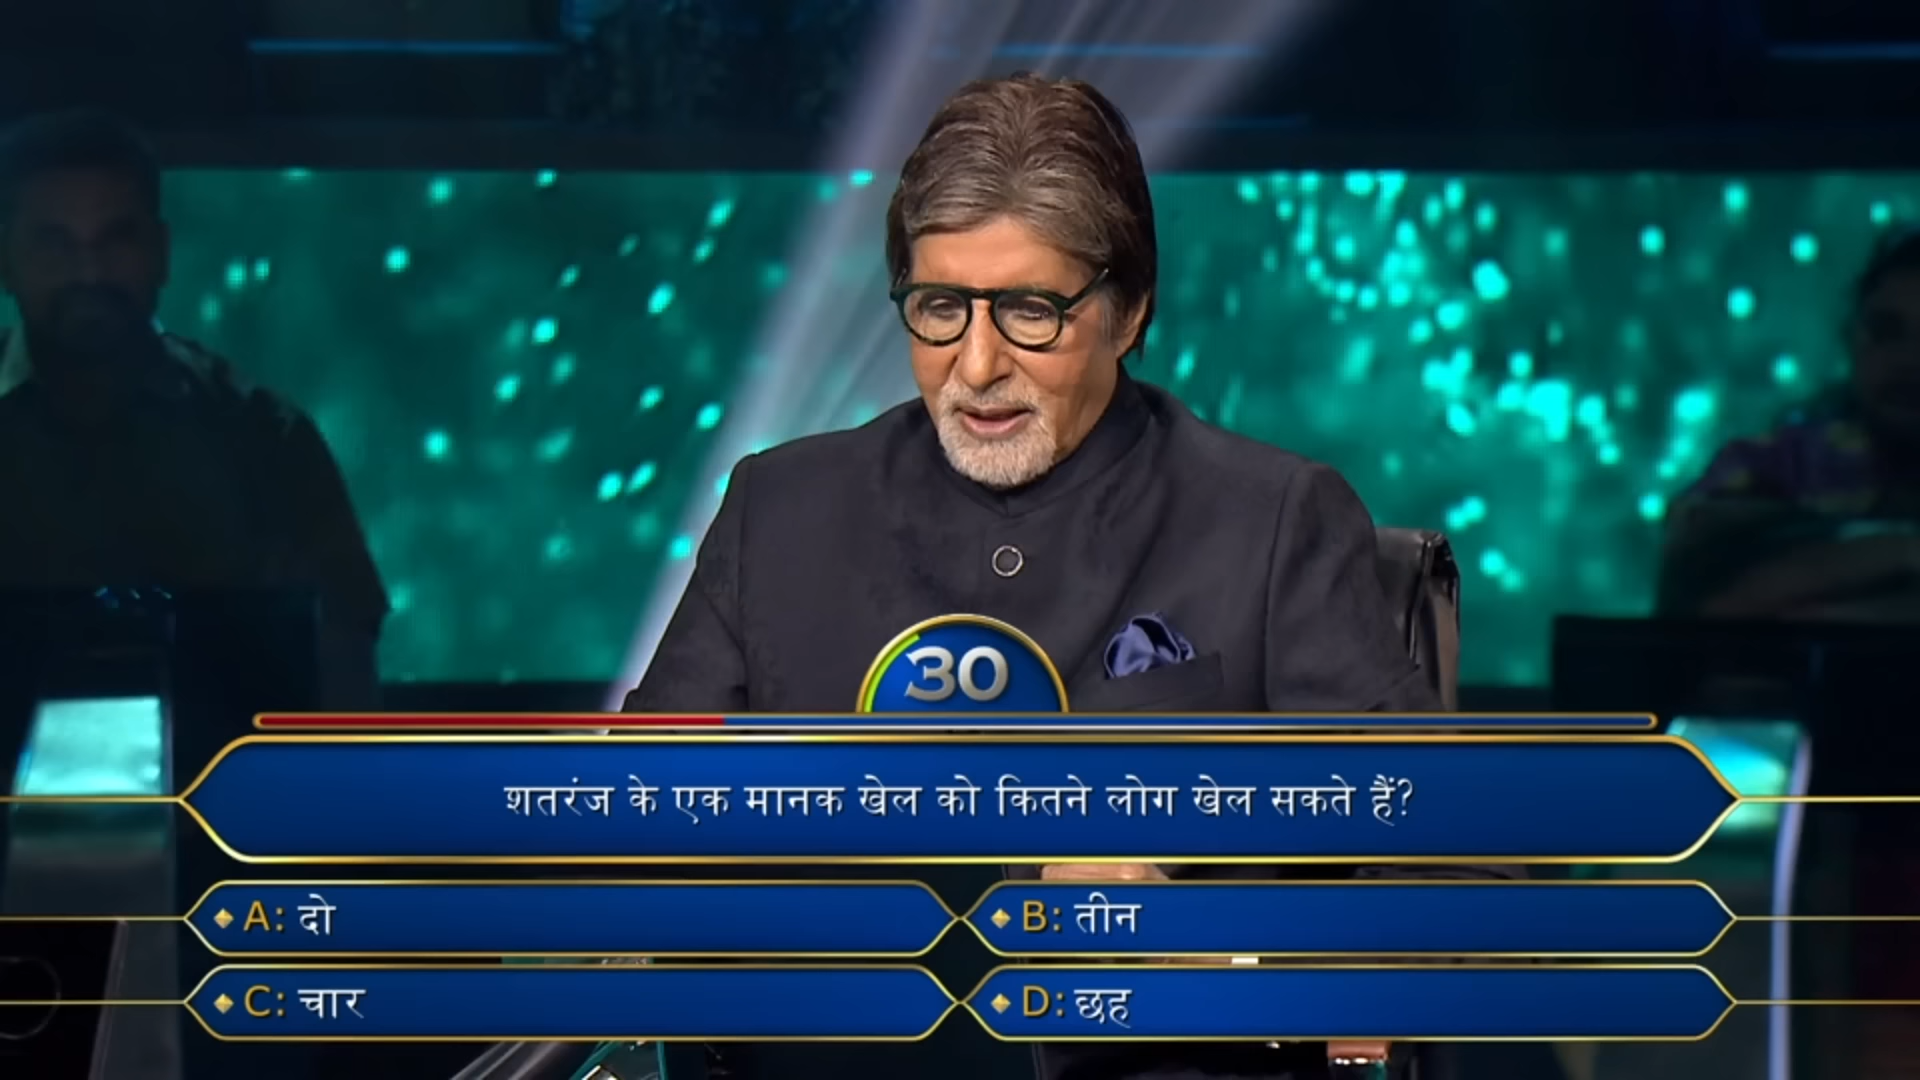 30
शतरंज के एक मानक खेल को कितने लोग खेल सकते हैं?
A: दो
B: तीन
C: चार
D: छह